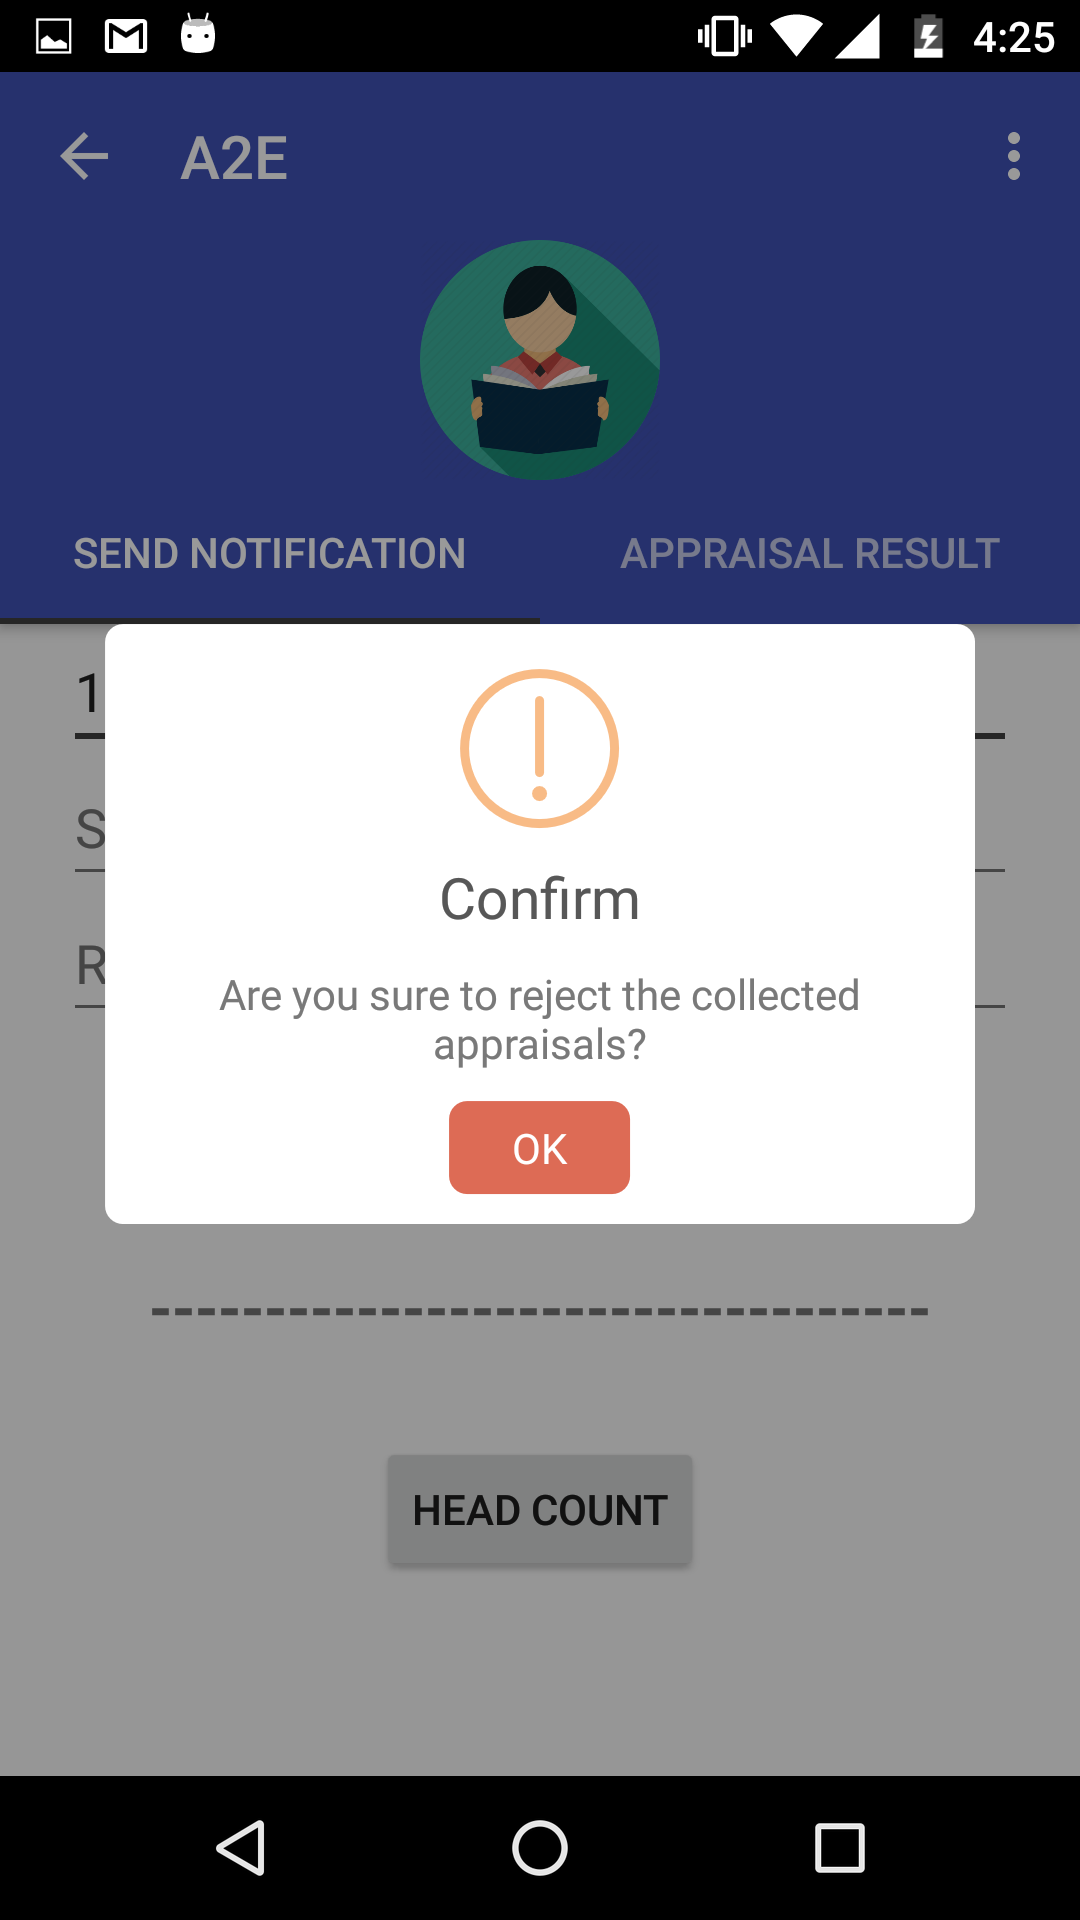 4:25
A2E
SEND NOTIFICATION
APPRAISAL RESULT
1
S
R
Confirm
Are you sure to reject the collected
appraisals?
OK
HEAD COUNT